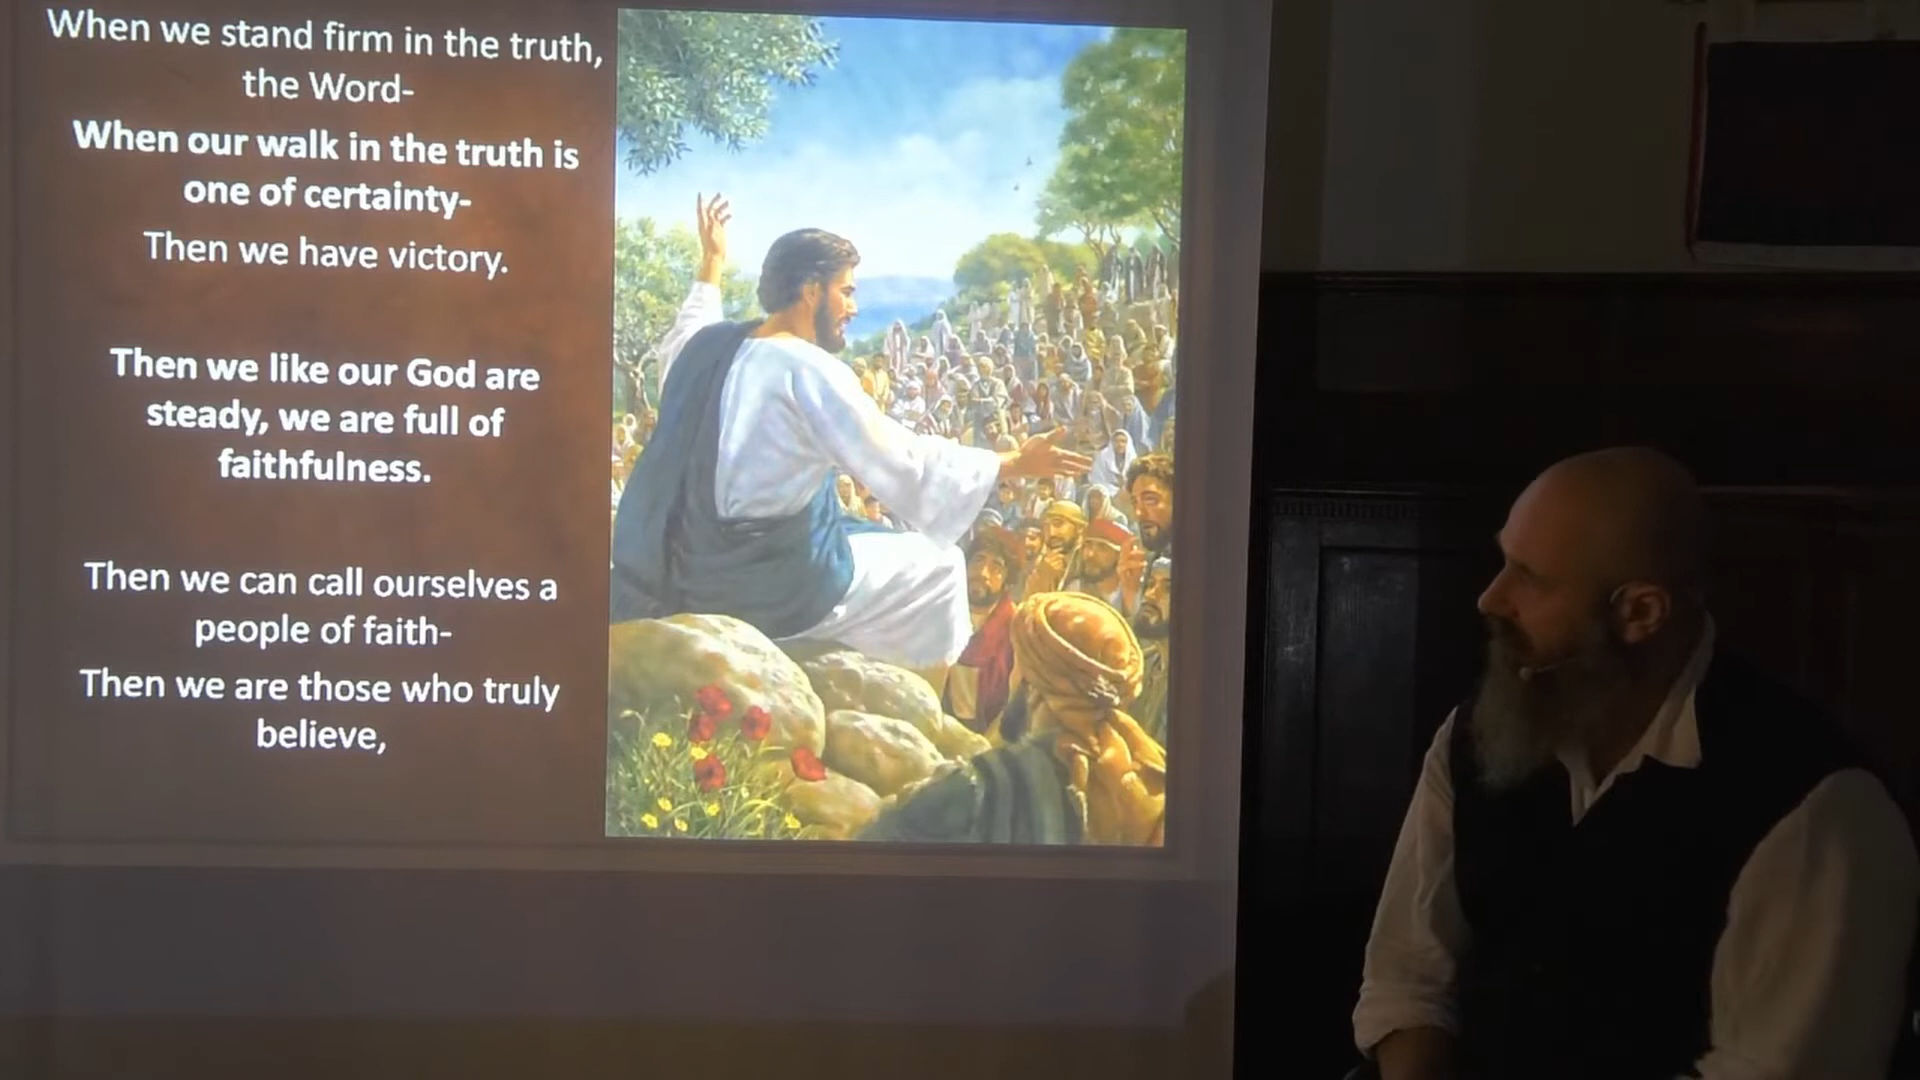 When we stand firm in the truth,
the Word-
When our walk in the truth is
one of certainty-
Then we have victory.
Then we like our God are
steady, we are full of
faithfulness.
Then we can call ourselves a
people of faith-
Then we are those who truly
believe,